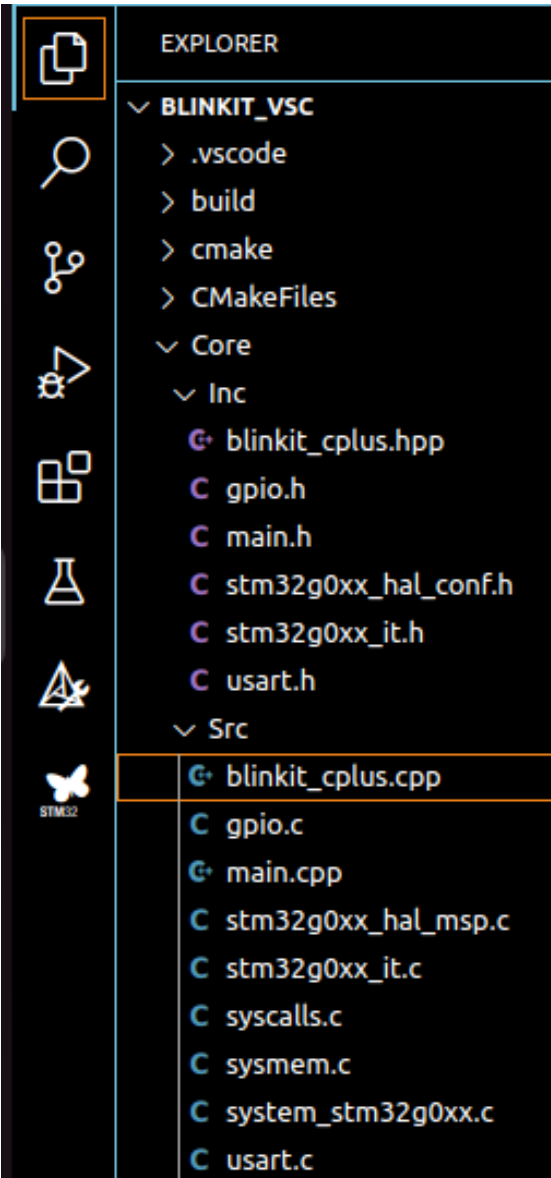 EXPLORER
BLINKIT_VSC
.vscode
build
cmake
CMakeFiles
Core
Inc
blinkit_cplus.hpp
C gpio.h
C main.h
C stm32g0xx_hal_conf.h
C stm32g0xx_it.h
C usart.h
Src
blinkit_cplus.cpp
STM32
C gpio.c
main.cpp
C stm32g0xx_hal_msp.c
C stm32g0xx_it.c
C syscalls.c
C sysmem.c
C system_stm32g0xx.c
C usart.c